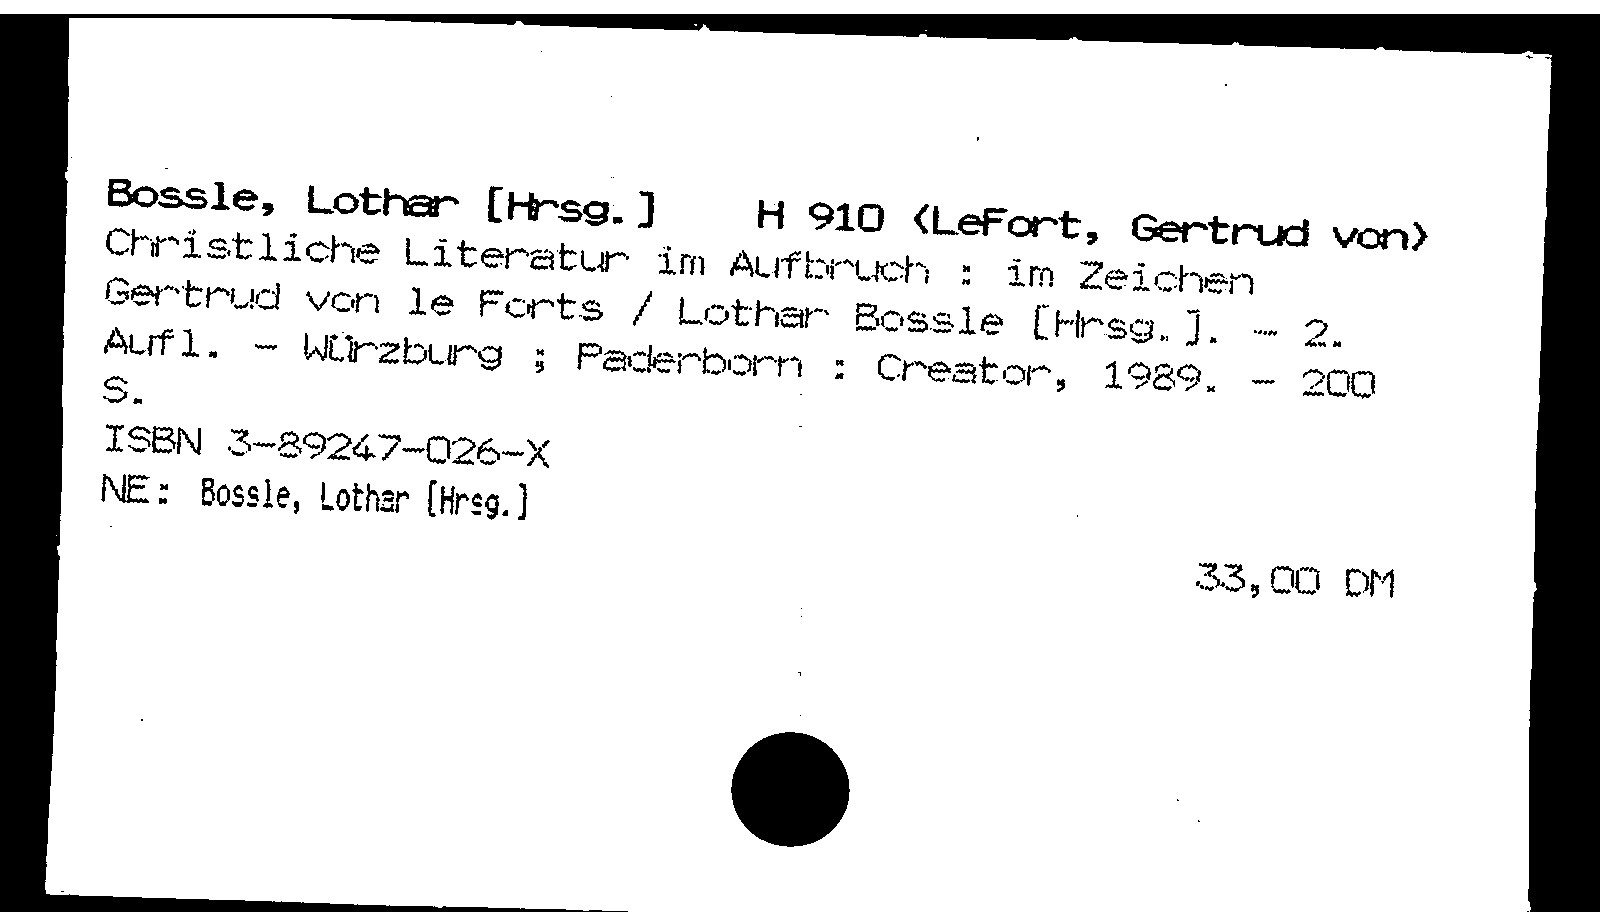 Bossle, Lothar [Hrsg.] H 910 <LeFort, Gertrud von>
Christliche Literatur im Aufbruch : im Zeichen
Gertrud von le Forts / Lothar Bossle [Hrsg.]. - 2.
Aufl. - Würzburg ; Paderborn : Creator, 1989. - 200
S.
ISBN 3-89247-026-X
NE: Bossle, Lothar [Hrsg.]
33,00 DM